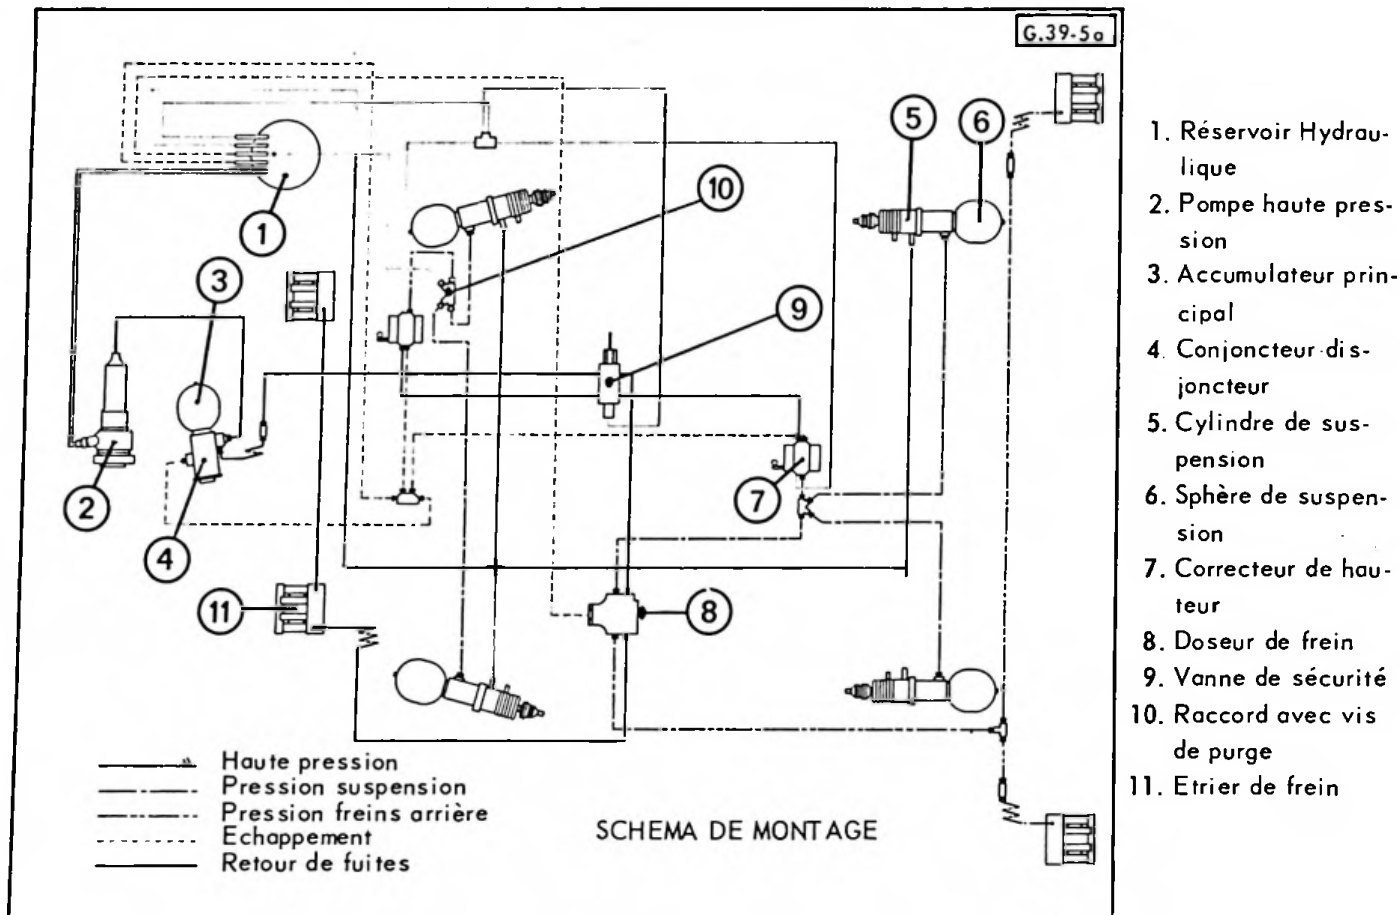 G.39-5a
1
2
3
4
5
6
7
8
9
10
11
Haute pression
Pression suspension
Pression freins arrière
Echappement
Retour de fuites
SCHEMA DE MONTAGE
1. Réservoir Hydrau-
lique
2. Pompe haute pres-
sion
3. Accumulateur prin-
cipal
4. Conjoncteur dis-
joncteur
5. Cylindre de sus-
pension
6. Sphère de suspen-
sion
7. Correcteur de hau-
teur
8. Doseur de frein
9. Vanne de sécurité
10. Raccord avec vis
de purge
11. Etrier de frein